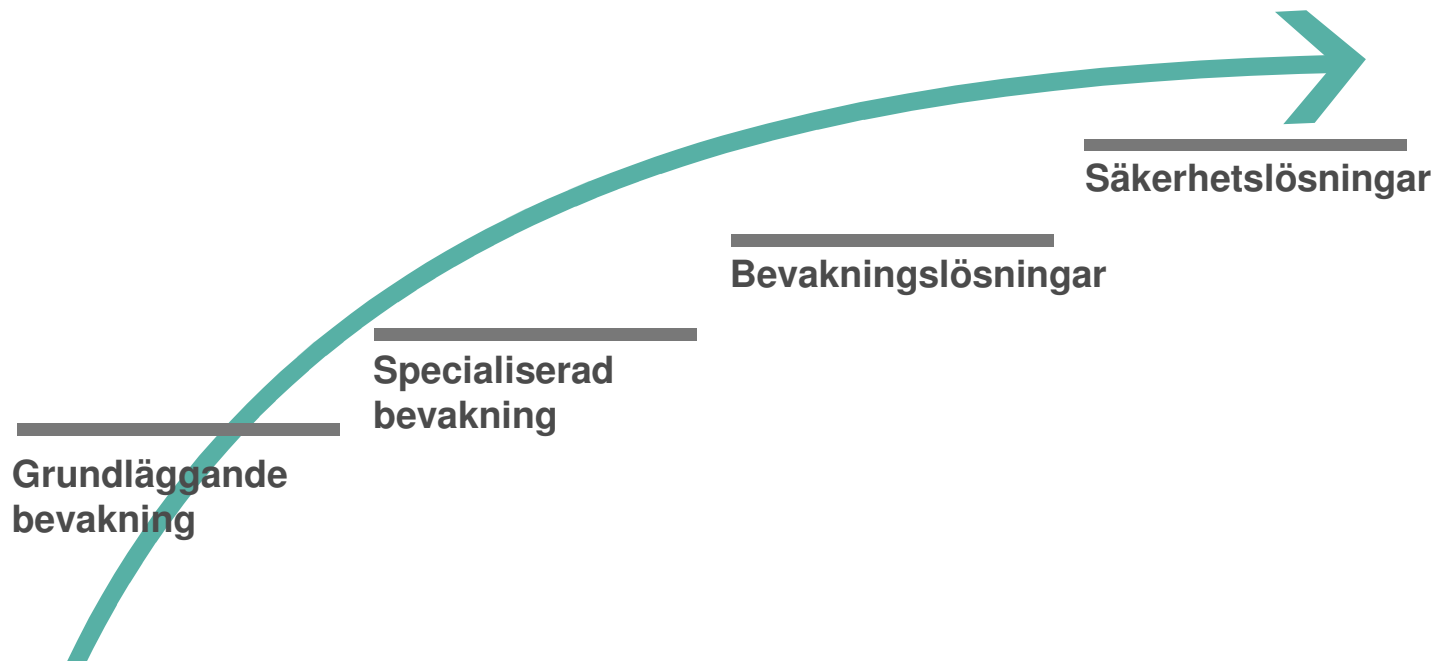 Säkerhetslösningar
Bevakningslösningar
Specialiserad
bevakning
Grundläggande
bevakning